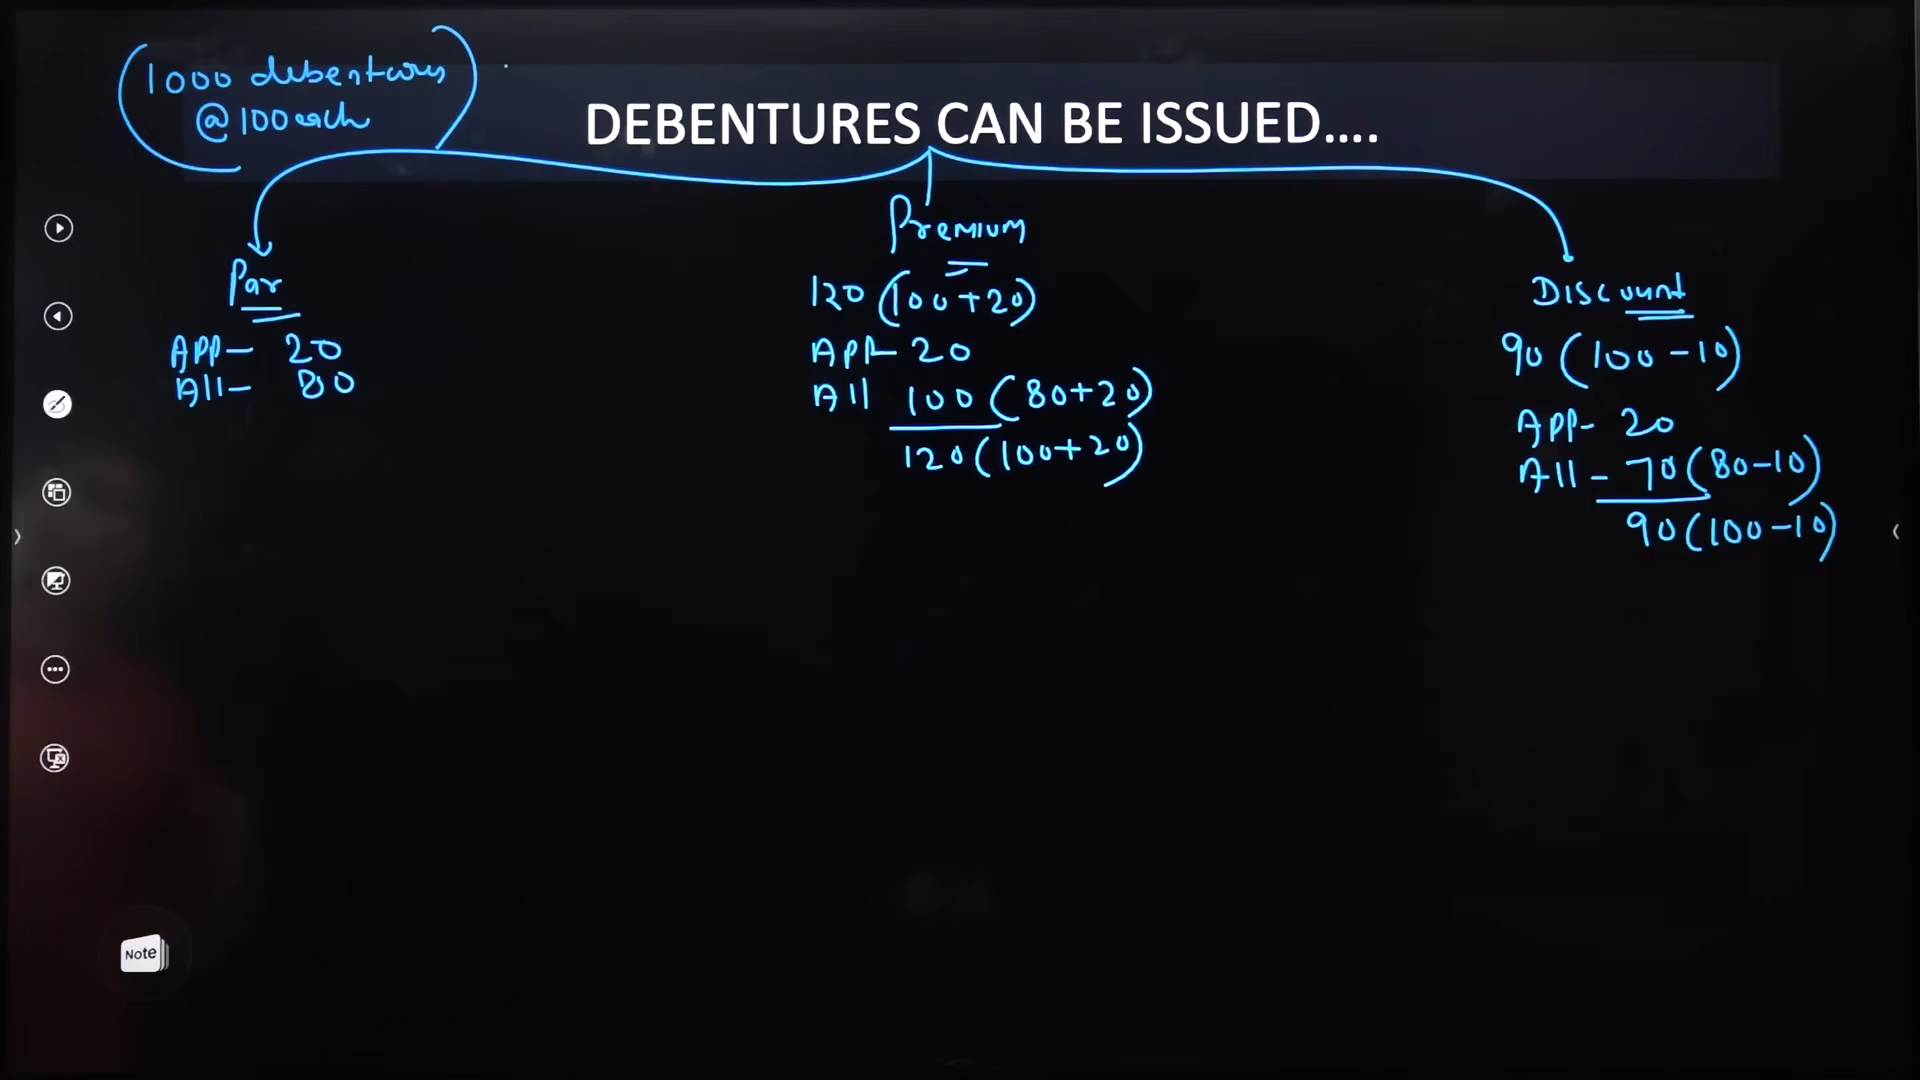 1000 debentures
@ 100 each
DEBENTURES CAN BE ISSUED....
Par
APP- 20
All- 80
Premium
120 (100+20)
APP- 20
All 100 (80+20)
120 (100+20)
Discount
90 (100-10)
APP- 20
All - 70 (80-10)
90 (100-10)
Note